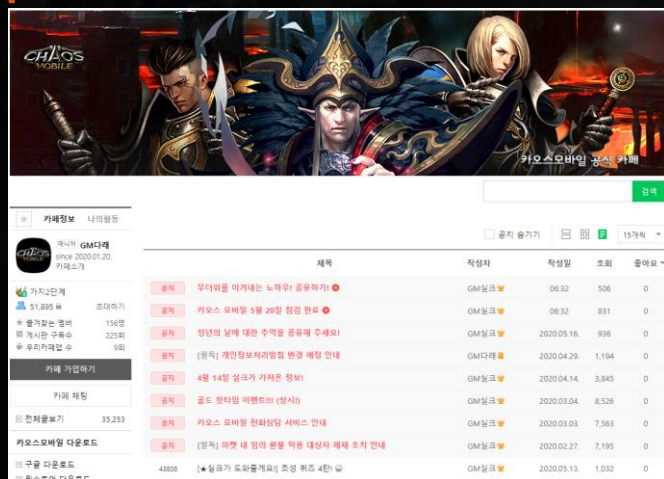 CHAOS
MOBILE
카오스모바일 공식 카페
검색
카페정보 나의활동
공지 숨기기 15개씩
매니저 GM다래
since 2020.01.20.
카페소개
제목 작성자 작성일 조회 좋아요
가지2단계
51,895 초대하기
즐겨찾는 멤버 156명
게시판 구독수 225회
우리카페앱 수 9회
카페 가입하기
카페 채팅
전체글보기 35,253
카오스모바일 다운로드
구글 다운로드
원스토어 다운로드
공지 무더위를 이겨내는 노하우! 공유하기! GM실크 06:32 506 0
공지 카오스 모바일 5월 20일 점검 완료 GM실크 06:32 831 0
공지 성년의 날에 대한 추억을 공유해 주세요! GM실크 2020.05.16. 936 0
공지 [필독] 개인정보처리방침 변경 예정 안내 GM다래 2020.04.29. 1,194 0
공지 4월 14일 실크가 가져온 정보! GM실크 2020.04.14. 3,845 0
공지 골드 핫타임 이벤트!!! (상시) GM실크 2020.03.04. 8,526 0
공지 카오스 모바일 전화상담 서비스 안내 GM실크 2020.03.03. 7,563 0
공지 [필독] 마켓 내 임의 환불 악용 대상자 제재 조치 안내 GM실크 2020.02.27. 7,195 0
43838 [★실크가 도와줄게요!] 초성 퀴즈 4탄! GM실크 2020.05.13. 1,032 0